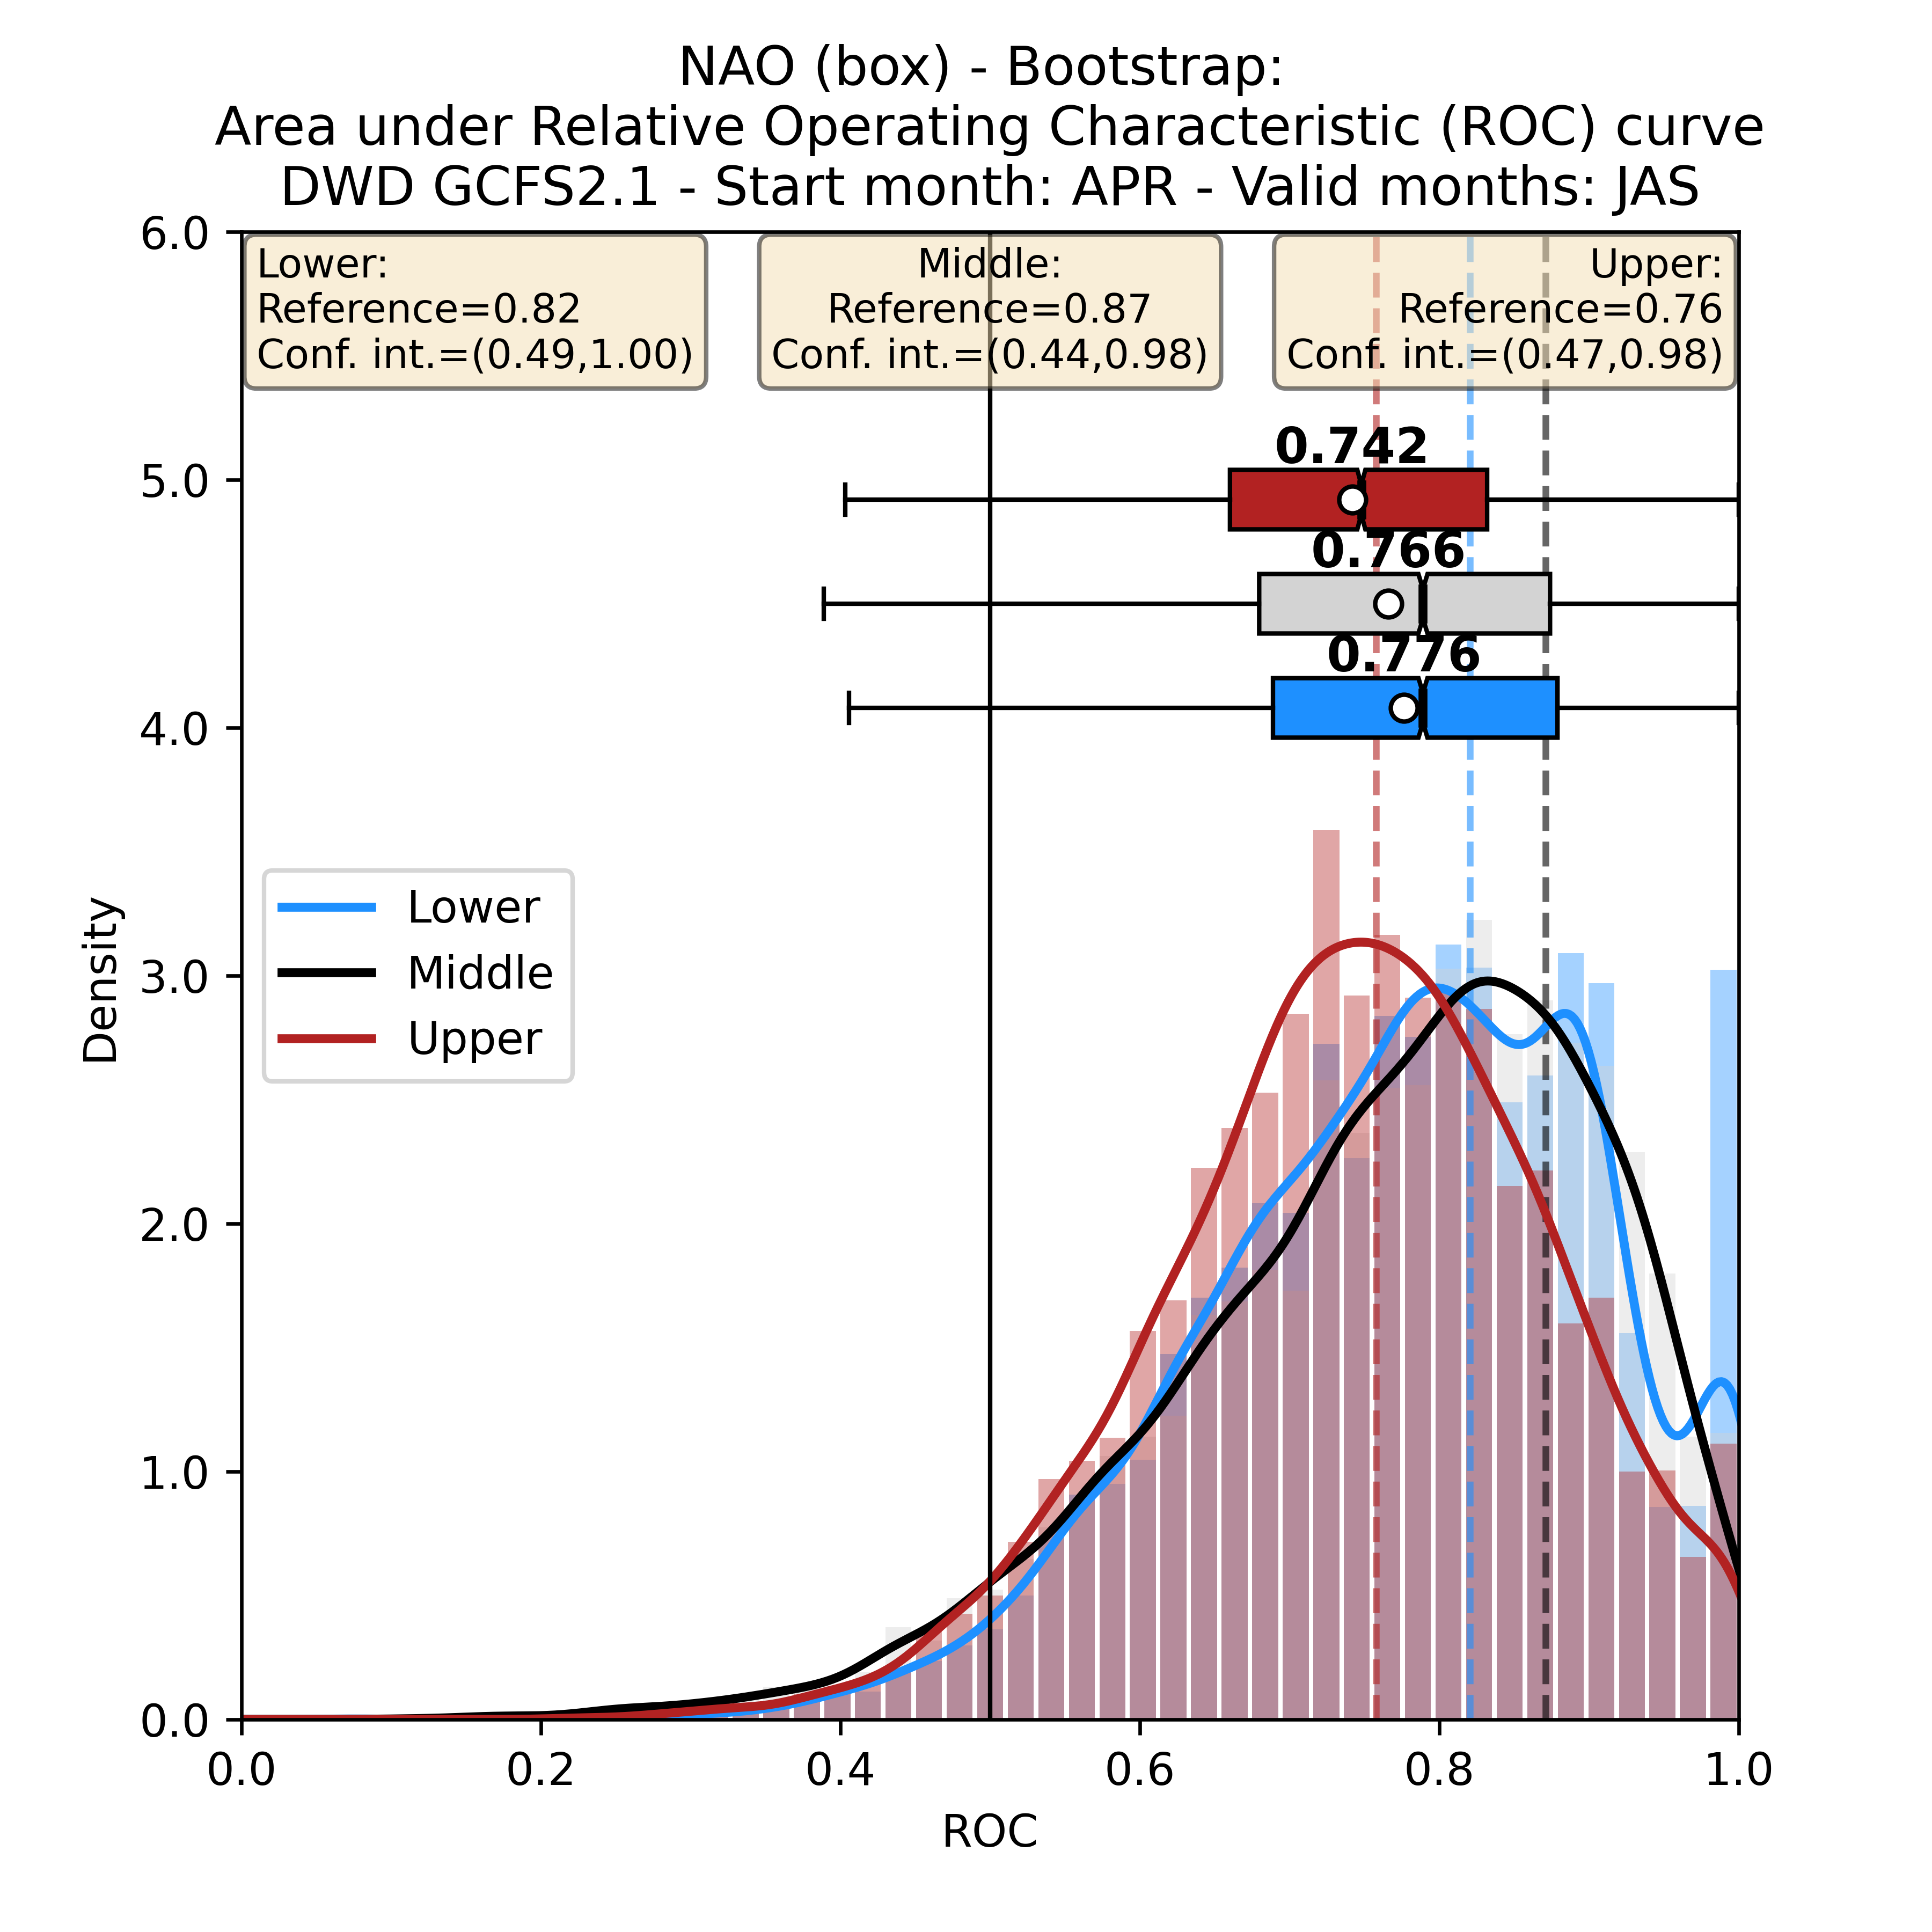 NAO (box) - Bootstrap:
Area under Relative Operating Characteristic (ROC) curve
DWD GCFS2.1 - Start month: APR - Valid months: JAS
Lower:
Reference=0.82
Conf. int.=(0.49,1.00)
Middle:
Reference=0.87
Conf. int.=(0.44,0.98)
Upper:
Reference=0.76
Conf. int.=(0.47,0.98)
0.742
0.766
0.776
Lower
Middle
Upper
Density
6.0
5.0
4.0
3.0
2.0
1.0
0.0
0.0 0.2 0.4 0.6 0.8 1.0
ROC